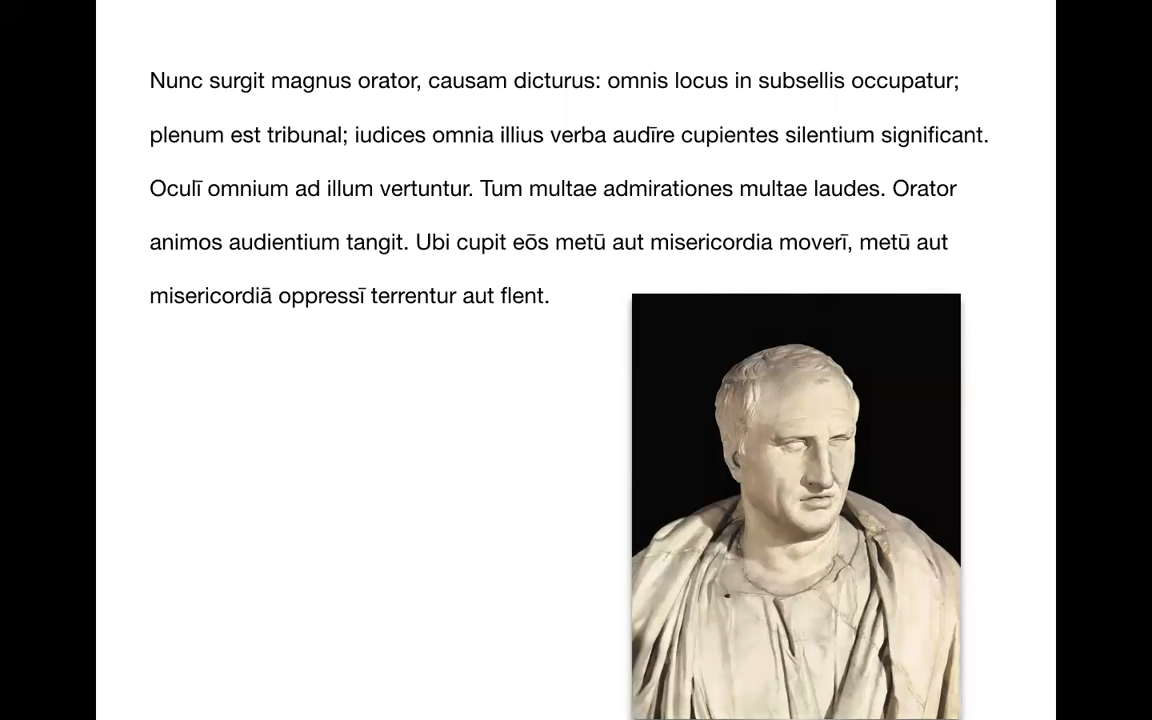 Nunc surgit magnus orator, causam dicturus: omnis locus in subsellis occupatur;
plenum est tribunal; iudices omnia illius verba audīre cupientes silentium significant.
Oculī omnium ad illum vertuntur. Tum multae admirationes multae laudes. Orator
animos audientium tangit. Ubi cupit eōs metū aut misericordia moverī, metū aut
misericordiā oppressī terrentur aut flent.